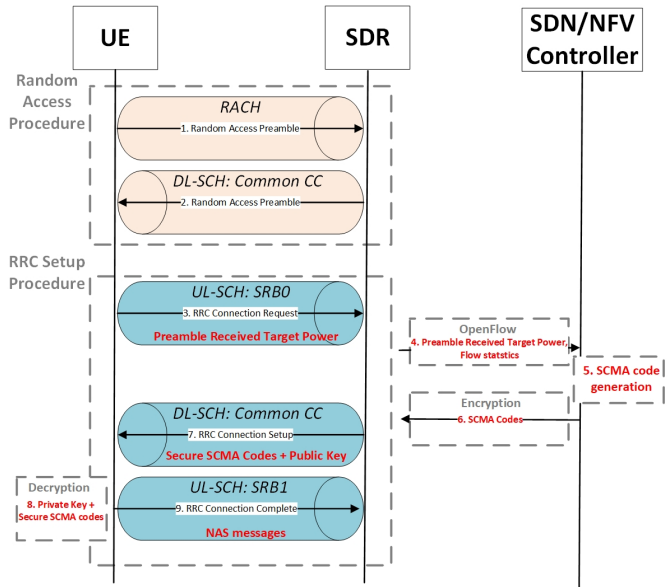 UE
SDR
SDN/NFV
Controller
Random
Access
Procedure
RACH
1. Random Access Preamble
DL-SCH: Common CC
2. Random Access Preamble
RRC Setup
Procedure
UL-SCH: SRB0
3. RRC Connection Request
Preamble Received Target Power
OpenFlow
4. Preamble Received Target Power,
Flow statstics
5. SCMA code
generation
Encryption
6. SCMA Codes
DL-SCH: Common CC
7. RRC Connection Setup
Secure SCMA Codes + Public Key
Decryption
8. Private Key +
Secure SCMA codes
UL-SCH: SRB1
9. RRC Connection Complete
NAS messages